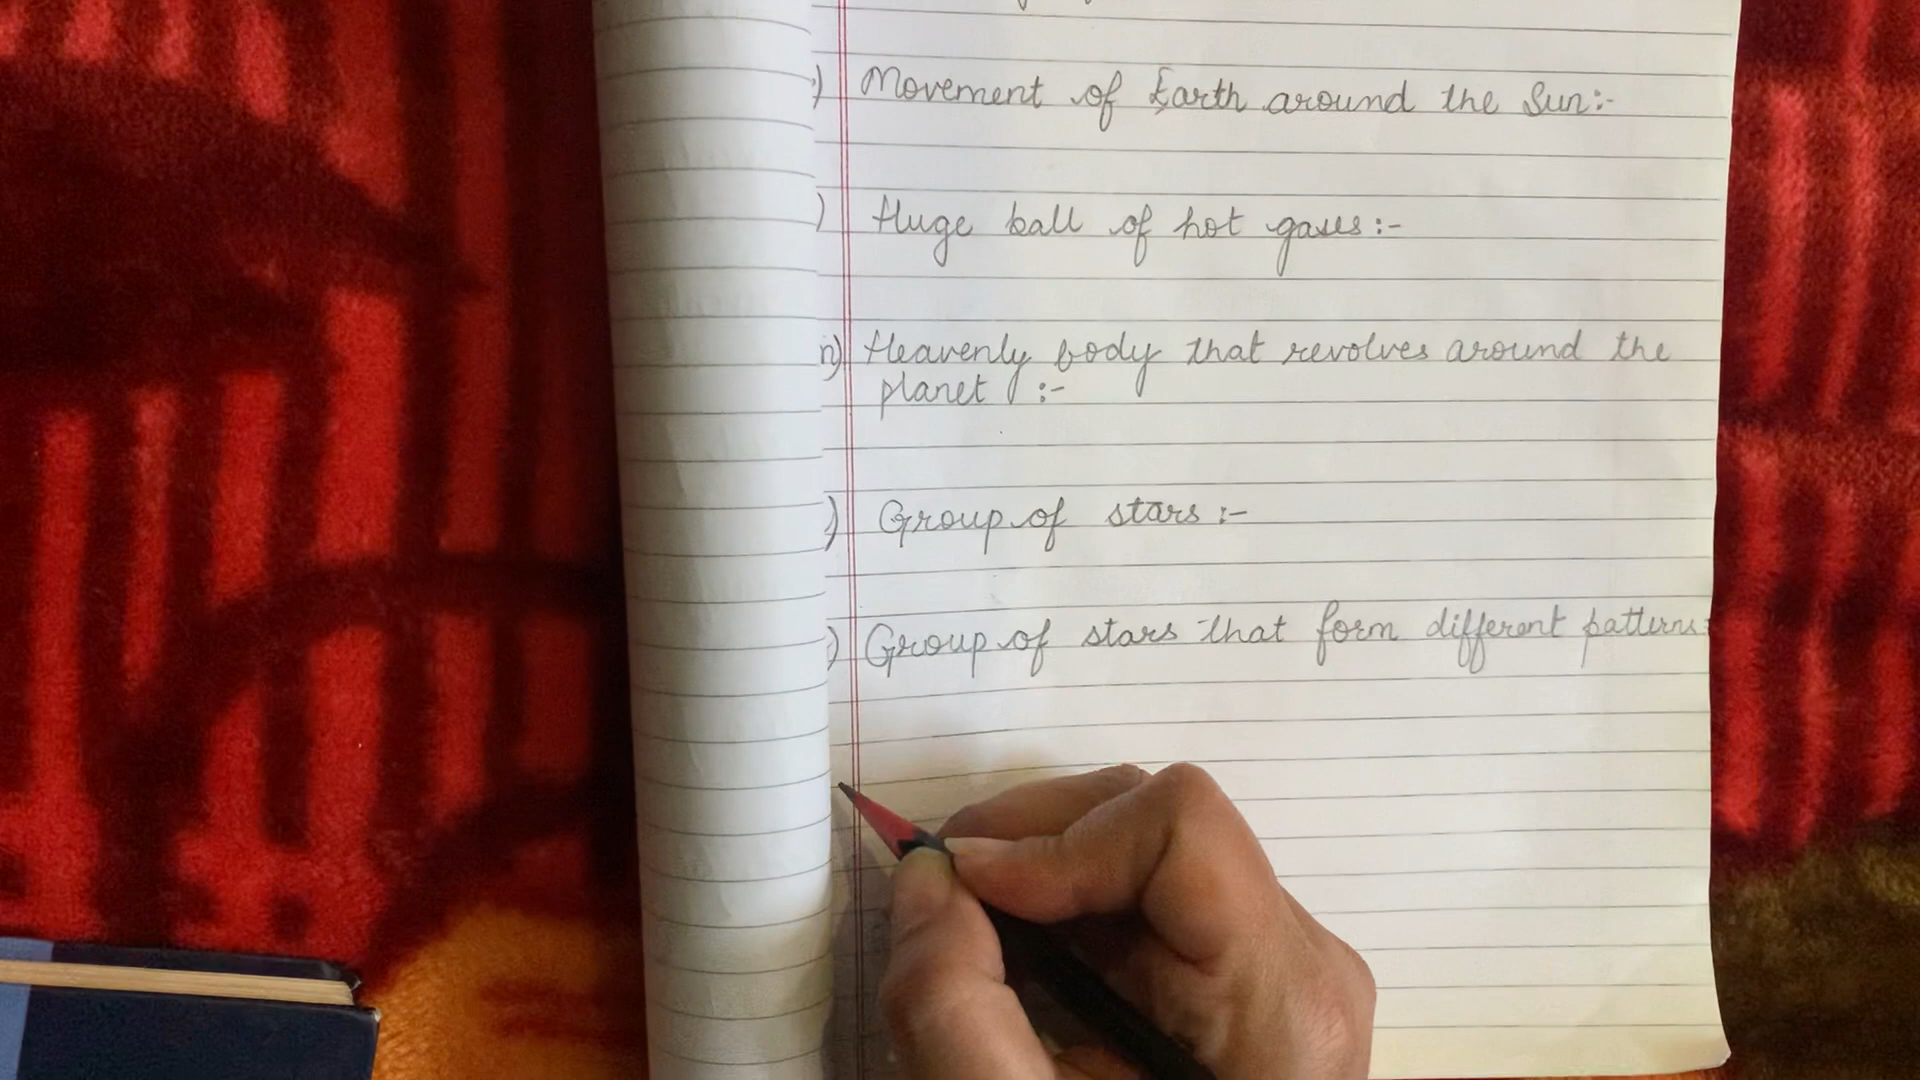 ) Movement of Earth around the Sun:-
) Huge ball of hot gases:-
n) Heavenly body that revolves around the
planet :-
) Group of stars :-
) Group of stars that form different patterns: